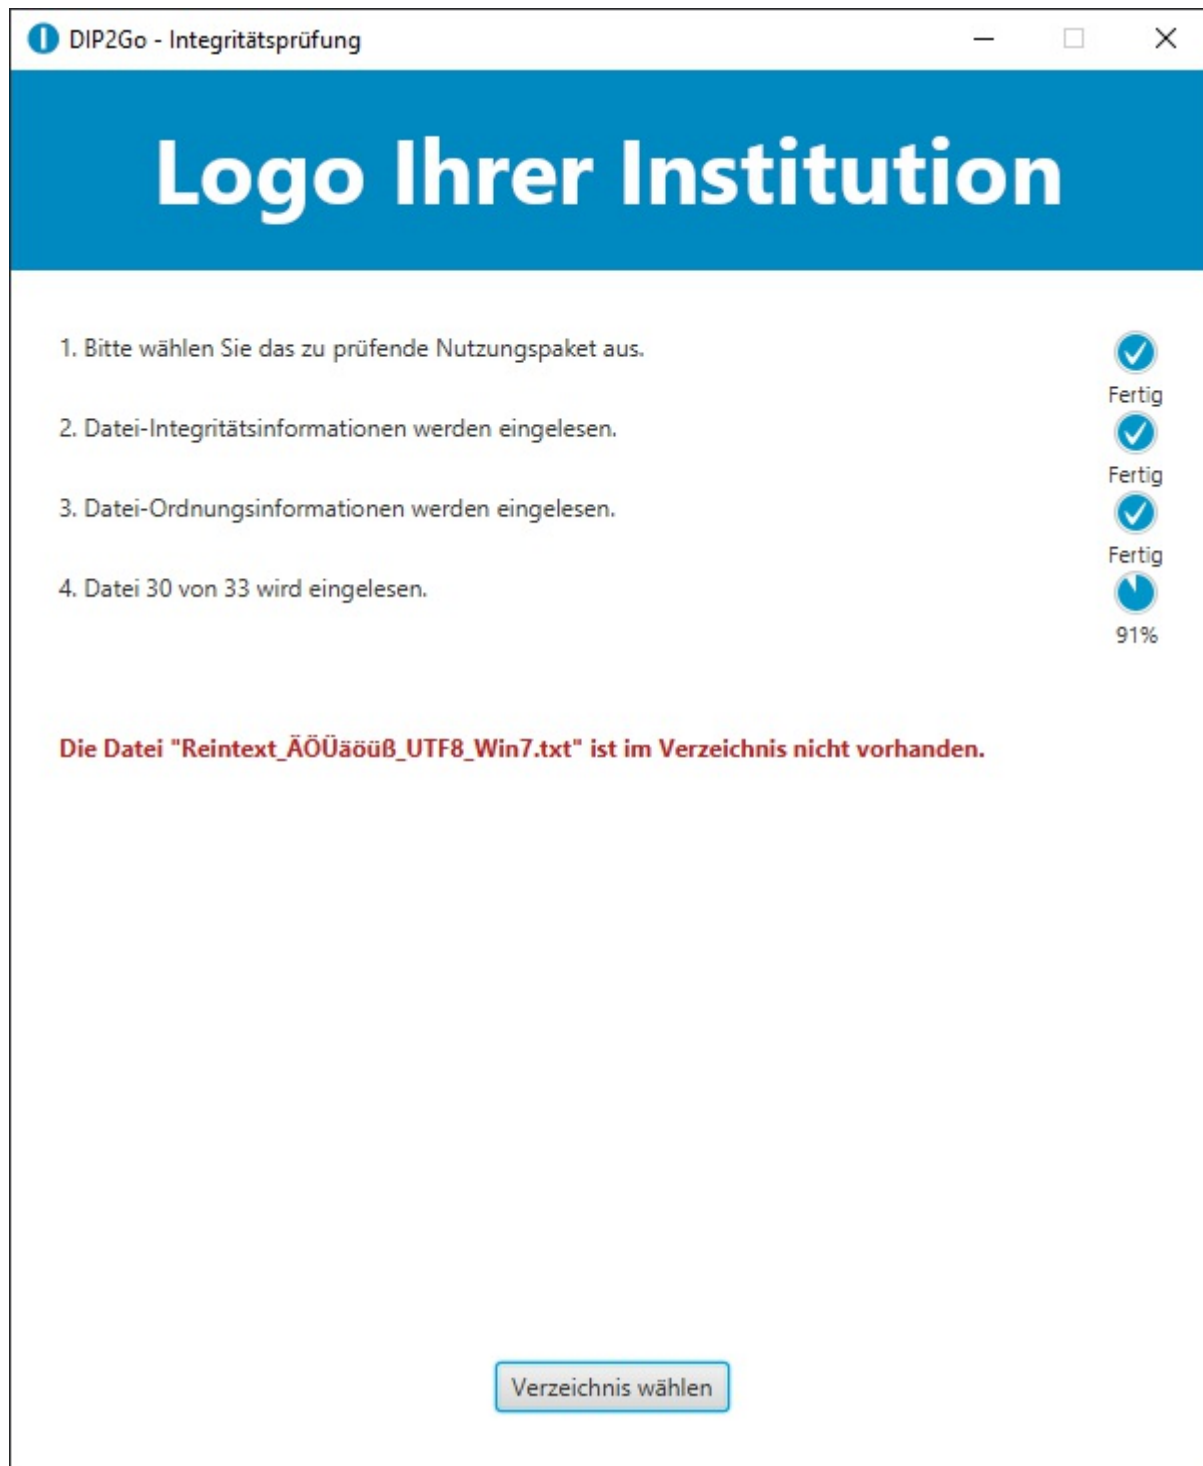 DIP2Go - Integritätsprüfung
Logo Ihrer Institution
1. Bitte wählen Sie das zu prüfende Nutzungspaket aus.
Fertig
2. Datei-Integritätsinformationen werden eingelesen.
Fertig
3. Datei-Ordnungsinformationen werden eingelesen.
Fertig
4. Datei 30 von 33 wird eingelesen.
91%
Die Datei "Reintext_ÄÖÜäöüß_UTF8_Win7.txt" ist im Verzeichnis nicht vorhanden.
Verzeichnis wählen